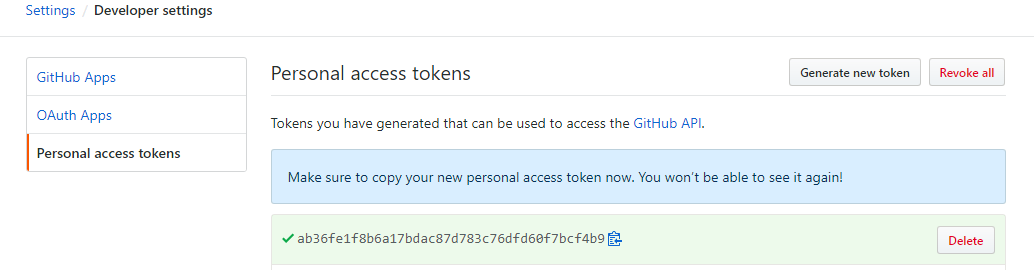 Settings / Developer settings
GitHub Apps
OAuth Apps
Personal access tokens
Personal access tokens
Generate new token
Revoke all
Tokens you have generated that can be used to access the GitHub API.
Make sure to copy your new personal access token now. You won't be able to see it again!
ab36fe1f8b6a17bdac87d783c76dfd60f7bcf4b9
Delete